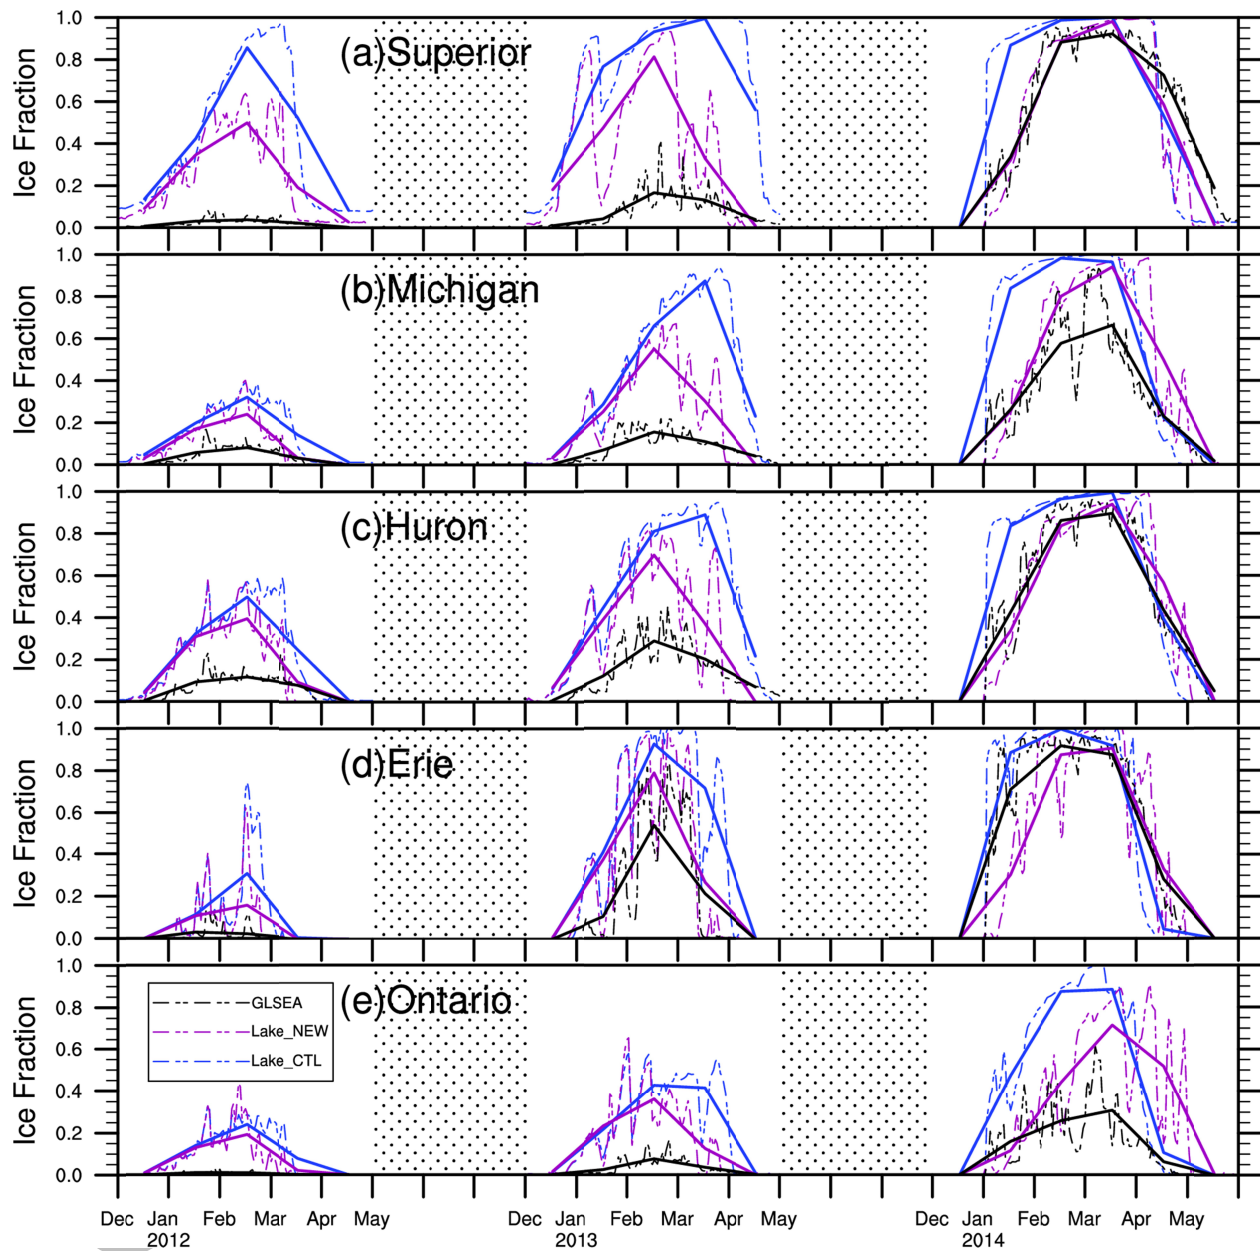 1.0
0.8
0.6
0.4
0.2
0.0
Ice Fraction
(a)Superior
1.0
0.8
0.6
0.4
0.2
0.0
Ice Fraction
(b)Michigan
1.0
0.8
0.6
0.4
0.2
0.0
Ice Fraction
(c)Huron
1.0
0.8
0.6
0.4
0.2
0.0
Ice Fraction
(d)Erie
1.0
0.8
0.6
0.4
0.2
0.0
Ice Fraction
(e)Ontario
GLSEA
Lake_NEW
Lake_CTL
Dec Jan Feb Mar Apr May Dec Jan Feb Mar Apr May Dec Jan Feb Mar Apr May
2012 2013 2014